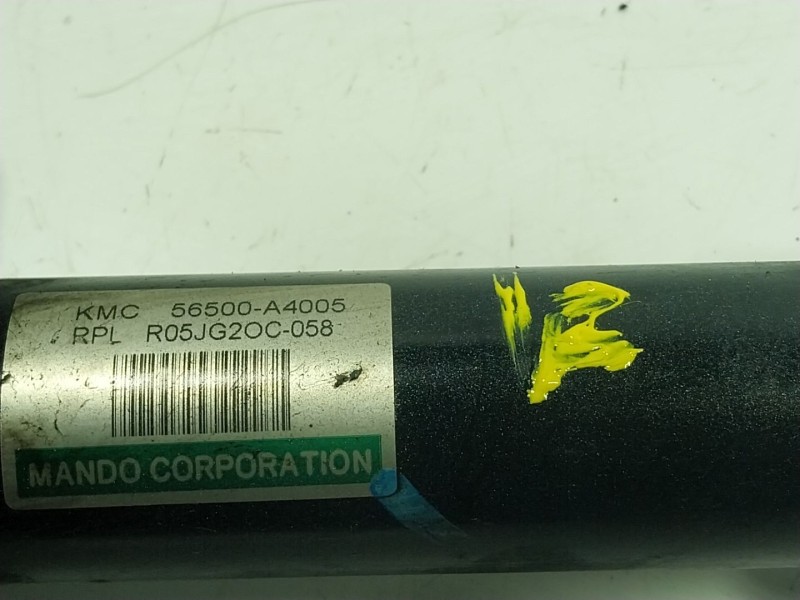 KMC 56500-A4005
RPL R05JG2OC-058
MANDO CORPORATION